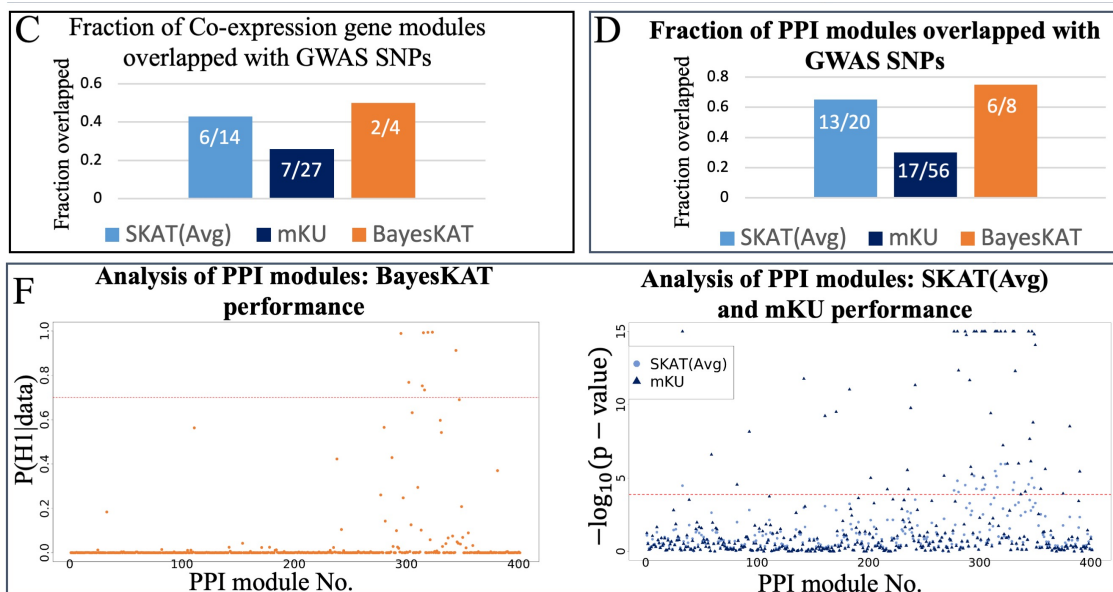 C
Fraction of Co-expression gene modules
overlapped with GWAS SNPs
Fraction overlapped
0.6
0.4
0.2
0
6/14
7/27
2/4
SKAT(Avg) mKU BayesKAT
D
Fraction of PPI modules overlapped with
GWAS SNPs
Fraction overlapped
0.8
0.6
0.4
0.2
0
13/20
17/56
6/8
SKAT(Avg) mKU BayesKAT
F
Analysis of PPI modules: BayesKAT
performance
P(H1|data)
1.0
0.8
0.6
0.4
0.2
0.0
0 100 200 300 400
PPI module No.
Analysis of PPI modules: SKAT(Avg)
and mKU performance
−log10(p − value)
15
10
5
0
SKAT(Avg)
mKU
0 100 200 300 400
PPI module No.